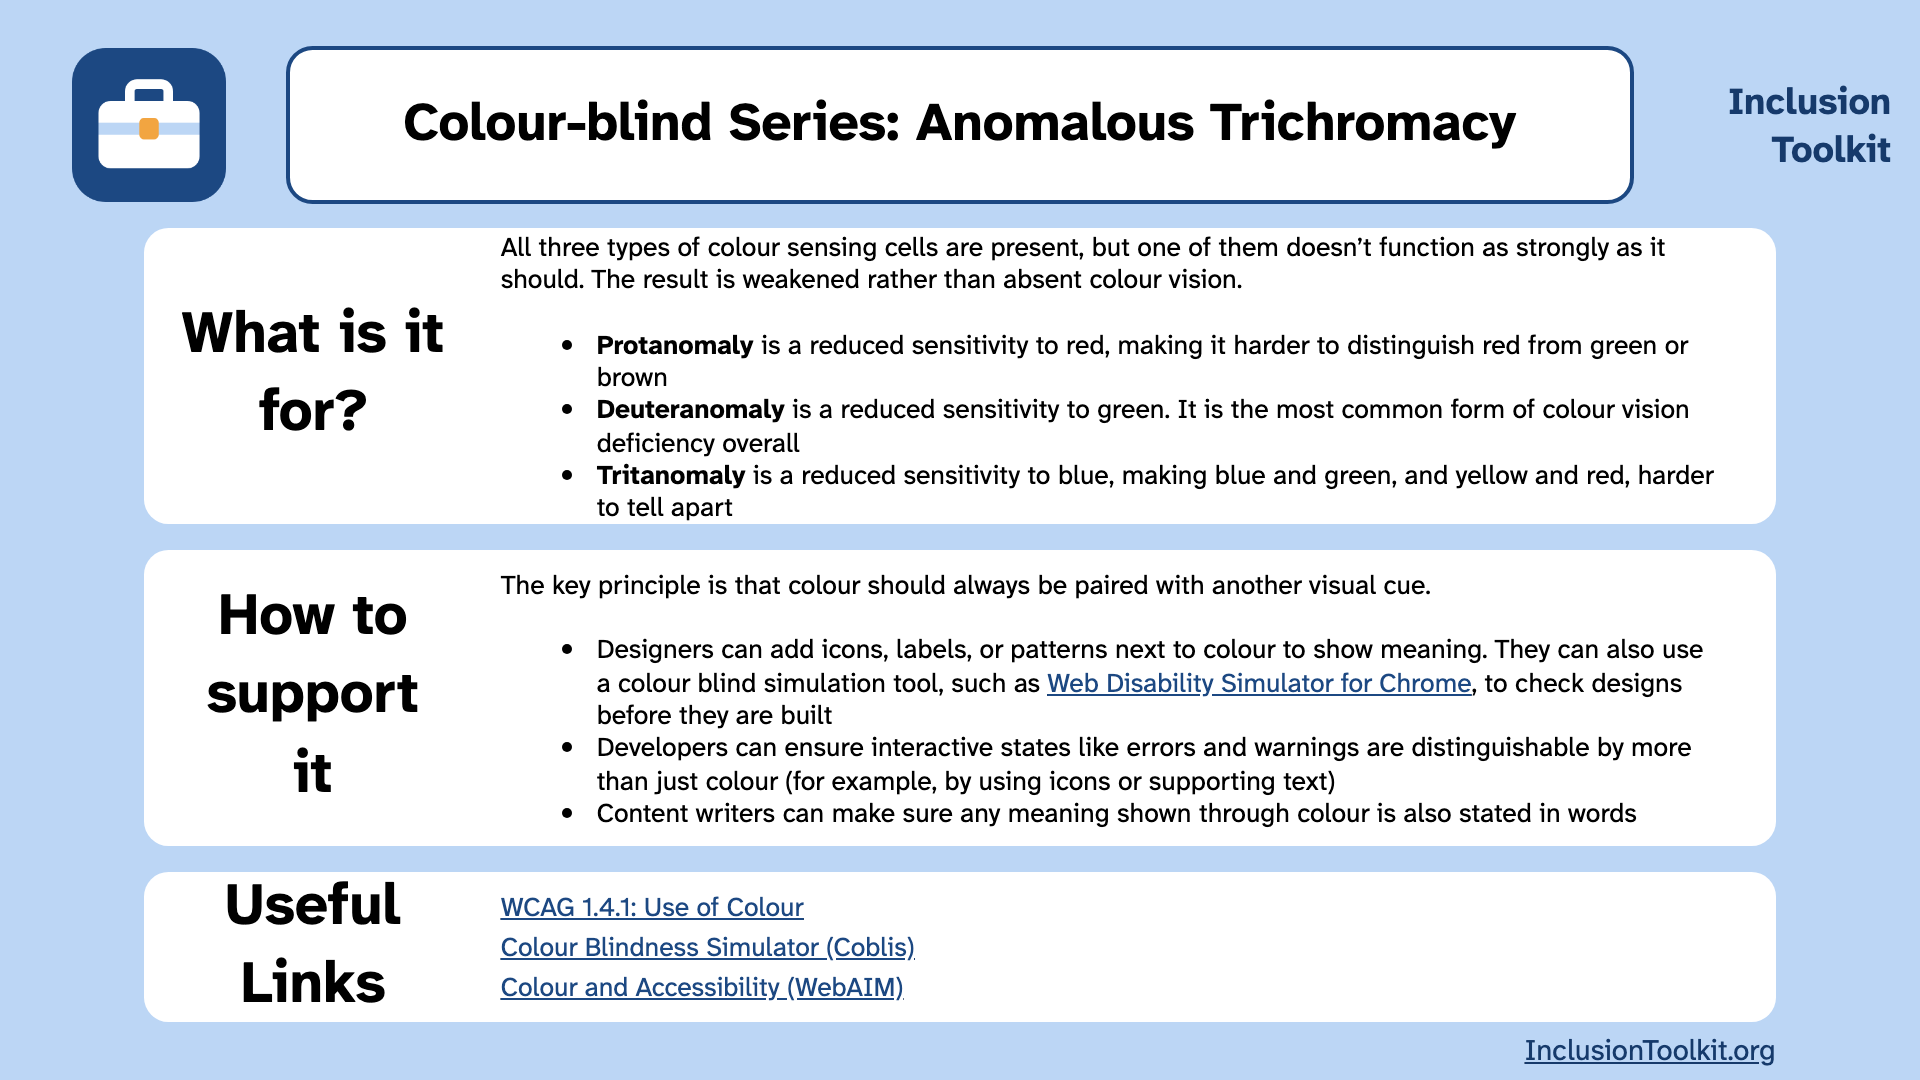 Colour-blind Series: Anomalous Trichromacy
Inclusion
Toolkit
What is it
for?
All three types of colour sensing cells are present, but one of them doesn’t function as strongly as it
should. The result is weakened rather than absent colour vision.
• Protanomaly is a reduced sensitivity to red, making it harder to distinguish red from green or
brown
• Deuteranomaly is a reduced sensitivity to green. It is the most common form of colour vision
deficiency overall
• Tritanomaly is a reduced sensitivity to blue, making blue and green, and yellow and red, harder
to tell apart
How to
support
it
The key principle is that colour should always be paired with another visual cue.
• Designers can add icons, labels, or patterns next to colour to show meaning. They can also use
a colour blind simulation tool, such as Web Disability Simulator for Chrome, to check designs
before they are built
• Developers can ensure interactive states like errors and warnings are distinguishable by more
than just colour (for example, by using icons or supporting text)
• Content writers can make sure any meaning shown through colour is also stated in words
Useful
Links
WCAG 1.4.1: Use of Colour
Colour Blindness Simulator (Coblis)
Colour and Accessibility (WebAIM)
InclusionToolkit.org